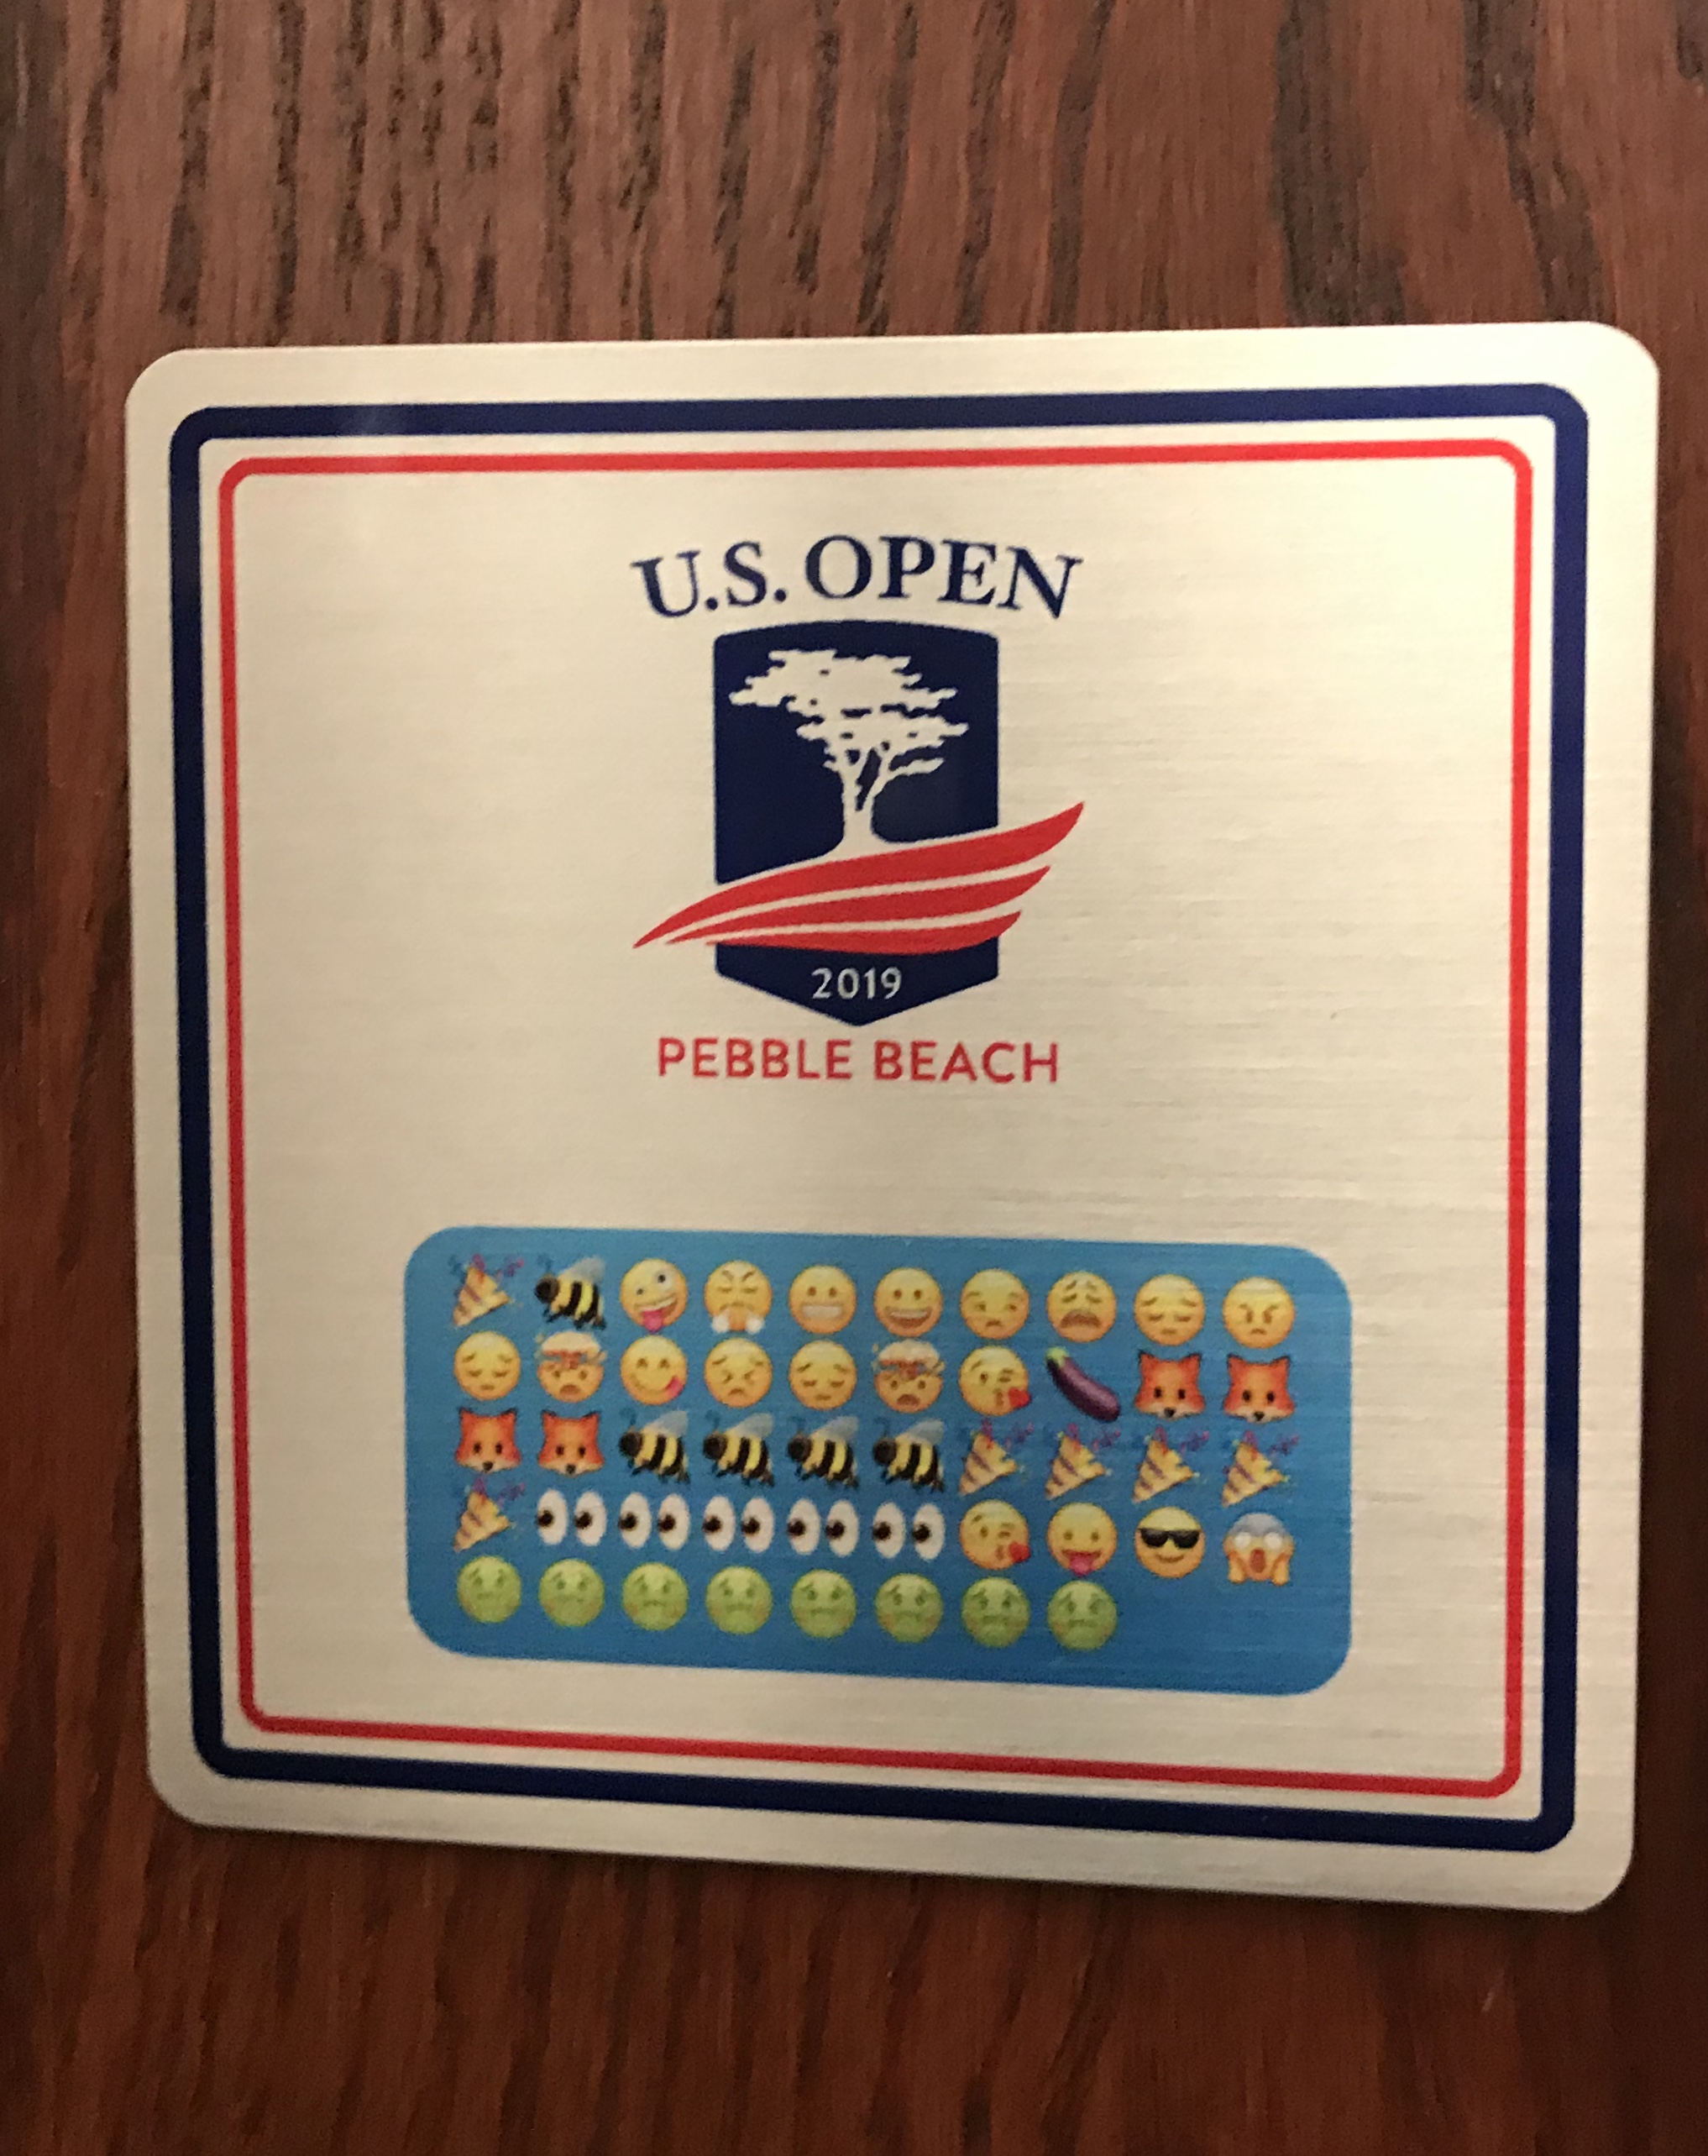 U.S. OPEN
2019
PEBBLE BEACH